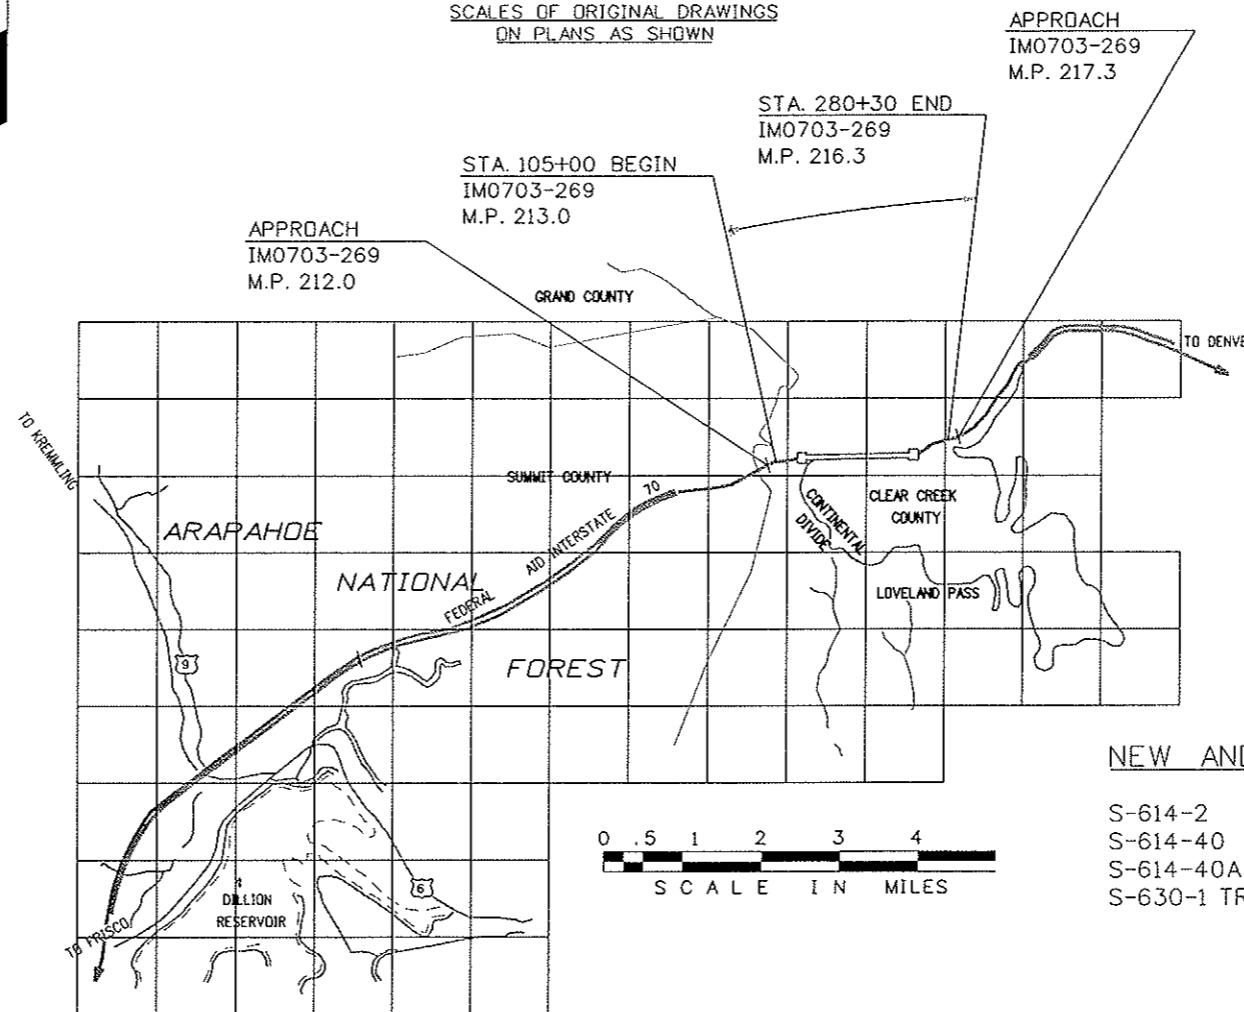 SCALES OF ORIGINAL DRAWINGS
ON PLANS AS SHOWN
APPROACH
IM0703-269
M.P. 217.3
STA. 280+30 END
IM0703-269
M.P. 216.3
STA. 105+00 BEGIN
IM0703-269
M.P. 213.0
APPROACH
IM0703-269
M.P. 212.0
GRAND COUNTY
TO DENVE
TO KREMMLING
SUMMIT COUNTY
70
CLEAR CREEK
COUNTY
CONTINENTAL
DIVIDE
ARAPAHOE
NATIONAL
FEDERAL AID INTERSTATE
LOVELAND PASS
FOREST
9
NEW AND
S-614-2
S-614-40
S-614-40A
S-630-1 TR
0 .5 1 2 3 4
SCALE IN MILES
6
DILLION
RESERVOIR
TO FRISCO